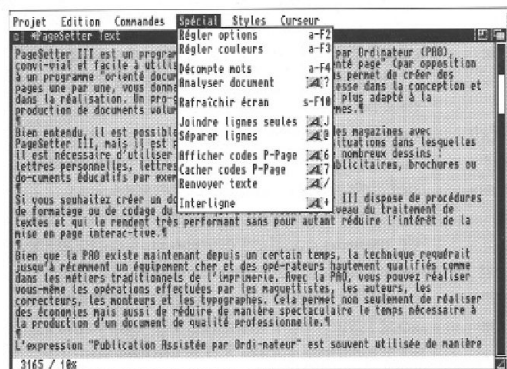 Projet Edition Commandes Spécial Styles Curseur
*PageSetter Text
Régler options a-F2
Régler couleurs a-F3
Décompte mots a-F4
Analyser document A?
Rafraîchir écran s-F10
Joindre lignes seules AJ
Séparer lignes
Afficher codes P-Page A6
Cacher codes P-Page A7
Renvoyer texte A/
Interligne A+
PageSetter III est un program par Ordinateur (PAO),
convi-vial et facile à utilis nté page" (par opposition
à un programme "orienté docum us permet de créer des
pages une par une, vous donne esse dans la conception et
dans la réalisation. Un pro-g plus adapté à la
production de documents volum mes.¶
¶
Bien entendu, il est possible es magazines avec
PageSetter III, mais il est p ituations dans lesquelles
il est nécessaire d'utiliser nombreux dessins :
lettres personnelles, lettres blicitaires, brochures ou
do-cuments éducatifs par exem
¶
Si vous souhaitez créer un do III dispose de procédures
de formatage ou de codage du veau du traitement de
textes et qui le rendent très performant sans pour autant réduire l'intérêt de la
mise en page interac-tive.¶
¶
Bien que la PAO existe maintenant depuis un certain temps, la technique requérait
jusqu'à récemment un équipement cher et des opé-rateurs hautement qualifiés comme
dans les métiers traditionnels de l'imprimerie. Avec la PAO, vous pouvez réaliser
vous-même les opérations effectuées par les maquettistes, les auteurs, les
correcteurs, les monteurs et les typographes. Cela permet non seulement de réaliser
des économies mais aussi de réduire de manière spectaculaire le temps nécessaire à
la production d'un document de qualité professionnelle.¶
¶
L'expression "Publication Assistée par Ordi-nateur" est souvent utilisée de manière
3165 / 10s